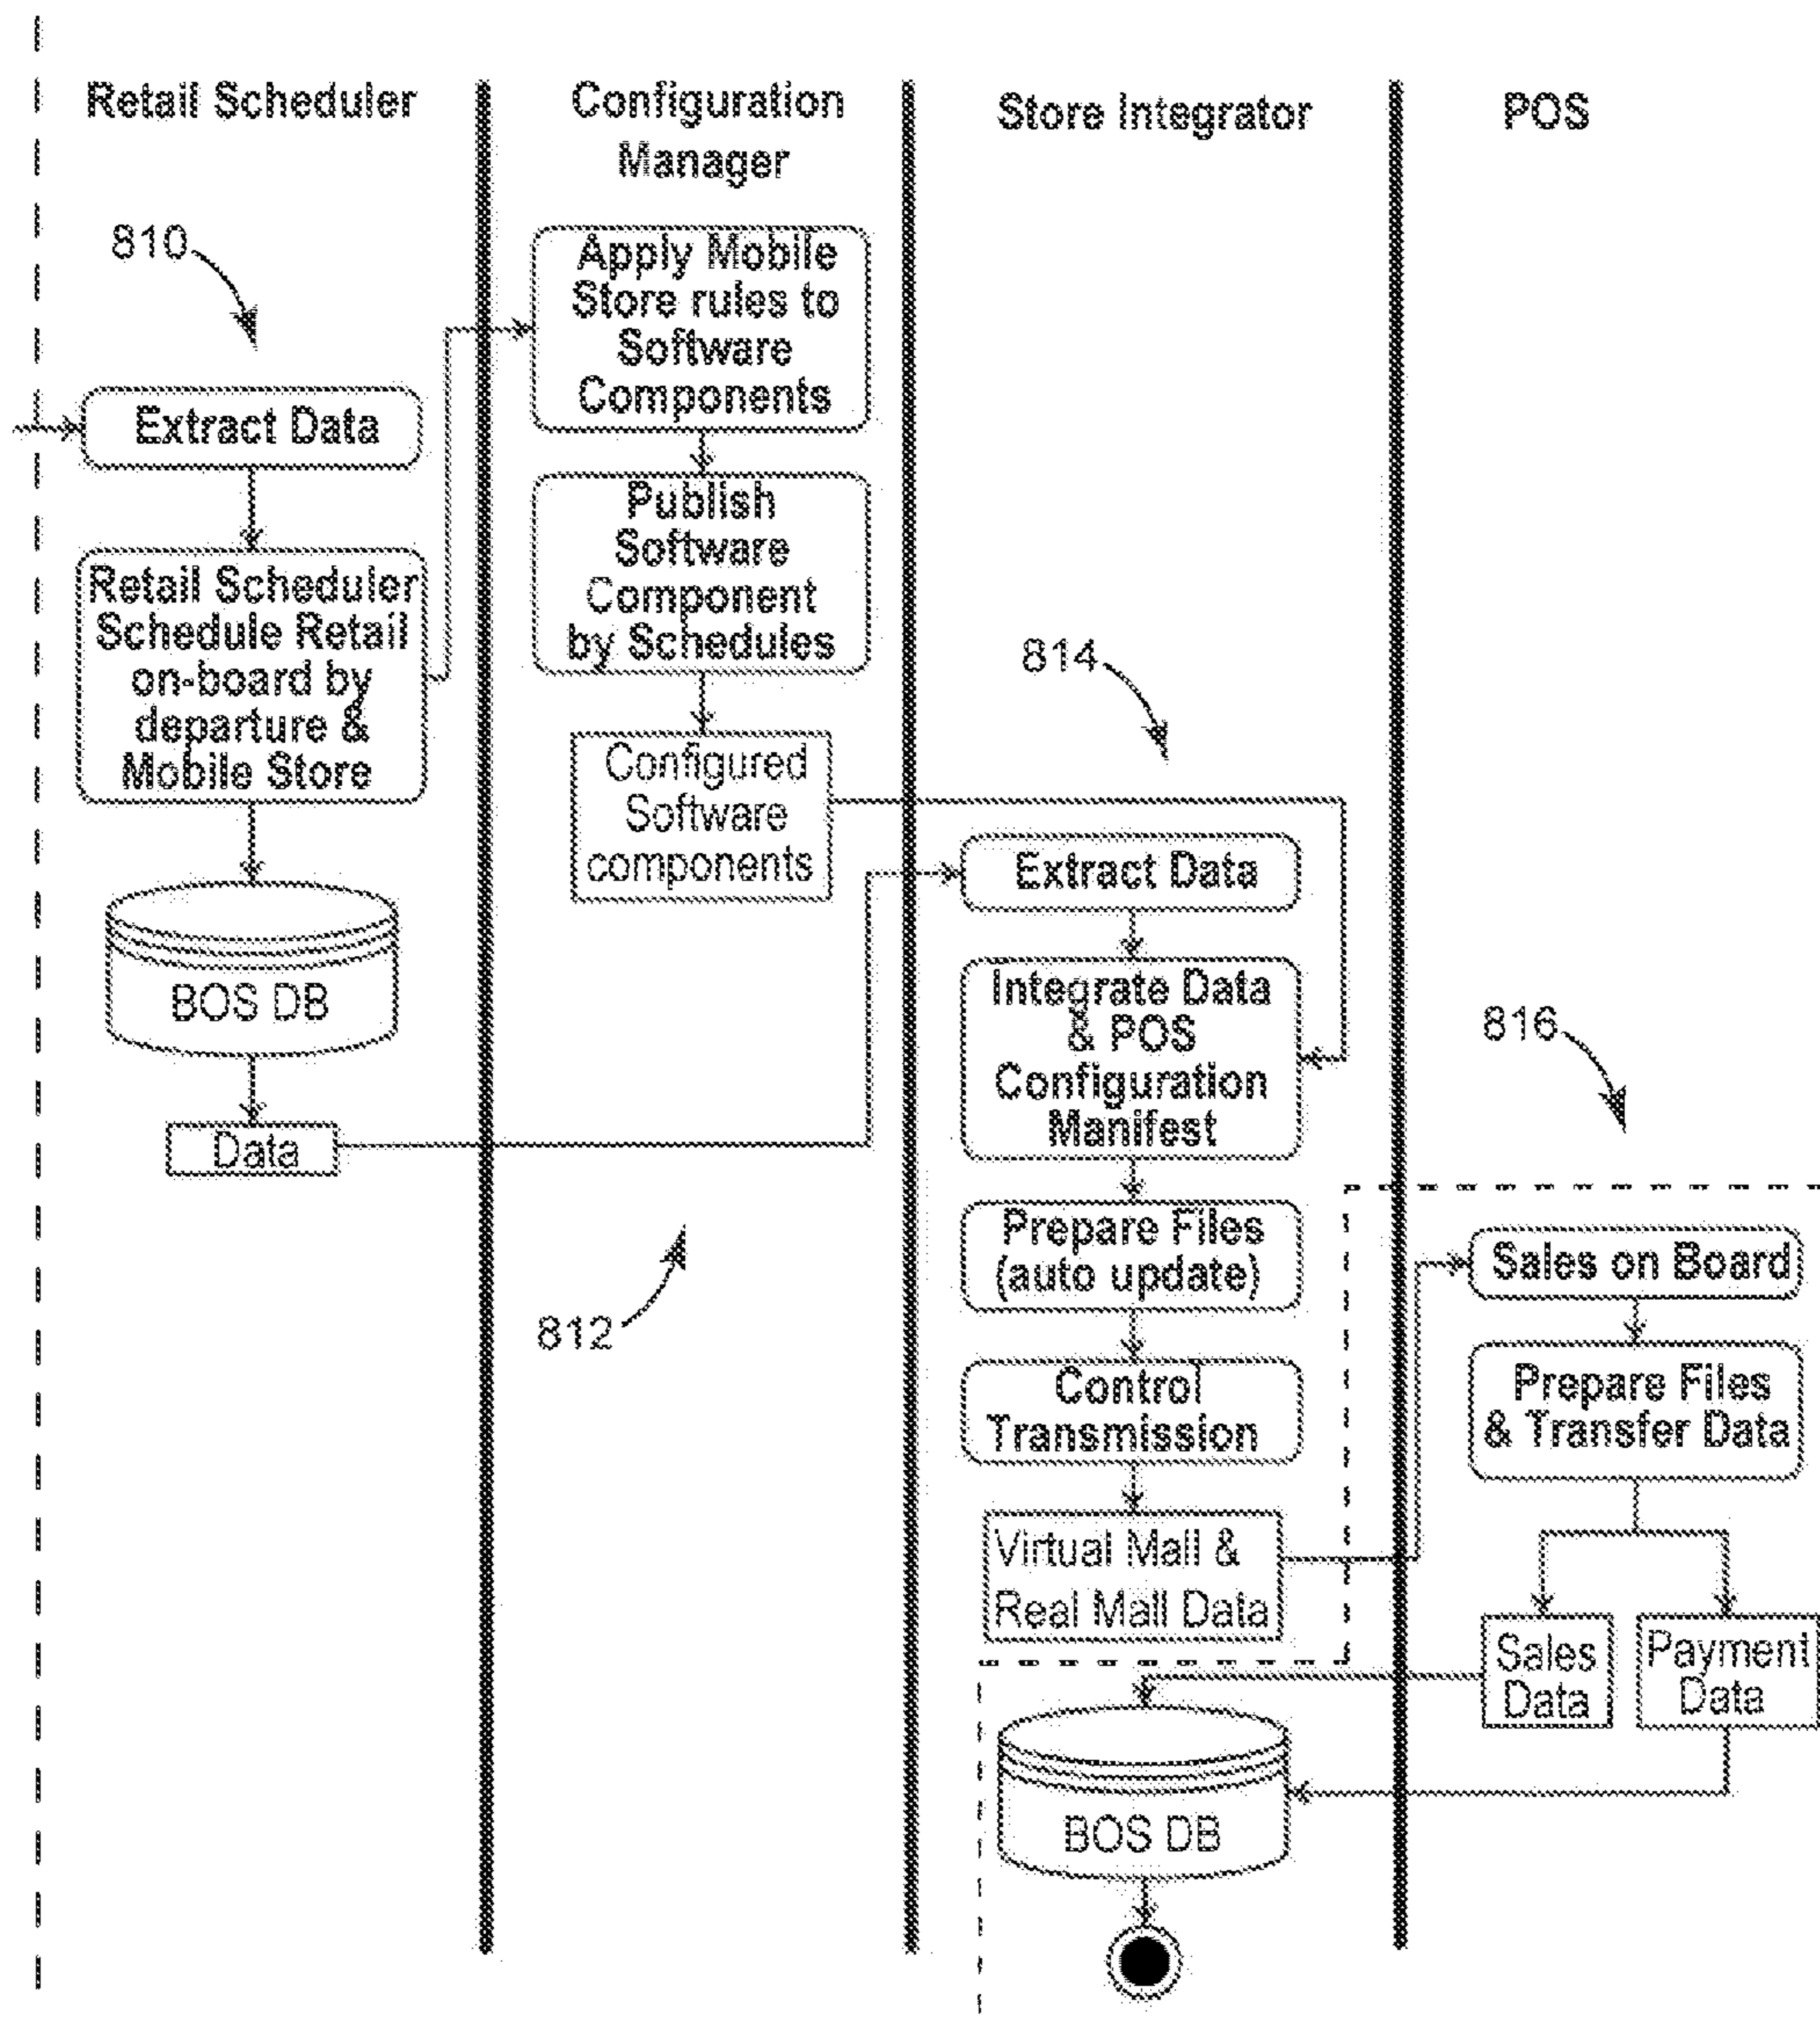 Retail Scheduler
810
Extract Data
Retail Scheduler
Schedule Retail
on-board by
departure &
Mobile Store
BOS DB
Data
Configuration
Manager
Apply Mobile
Store rules to
Software
Components
Publish
Software
Component
by Schedules
Configured
Software
components
812
Store Integrator
814
Extract Data
Integrate Data
& POS
Configuration
Manifest
Prepare Files
(auto update)
Control
Transmission
Virtual Mall &
Real Mall Data
BOS DB
POS
816
Sales on Board
Prepare Files
& Transfer Data
Sales
Data
Payment
Data